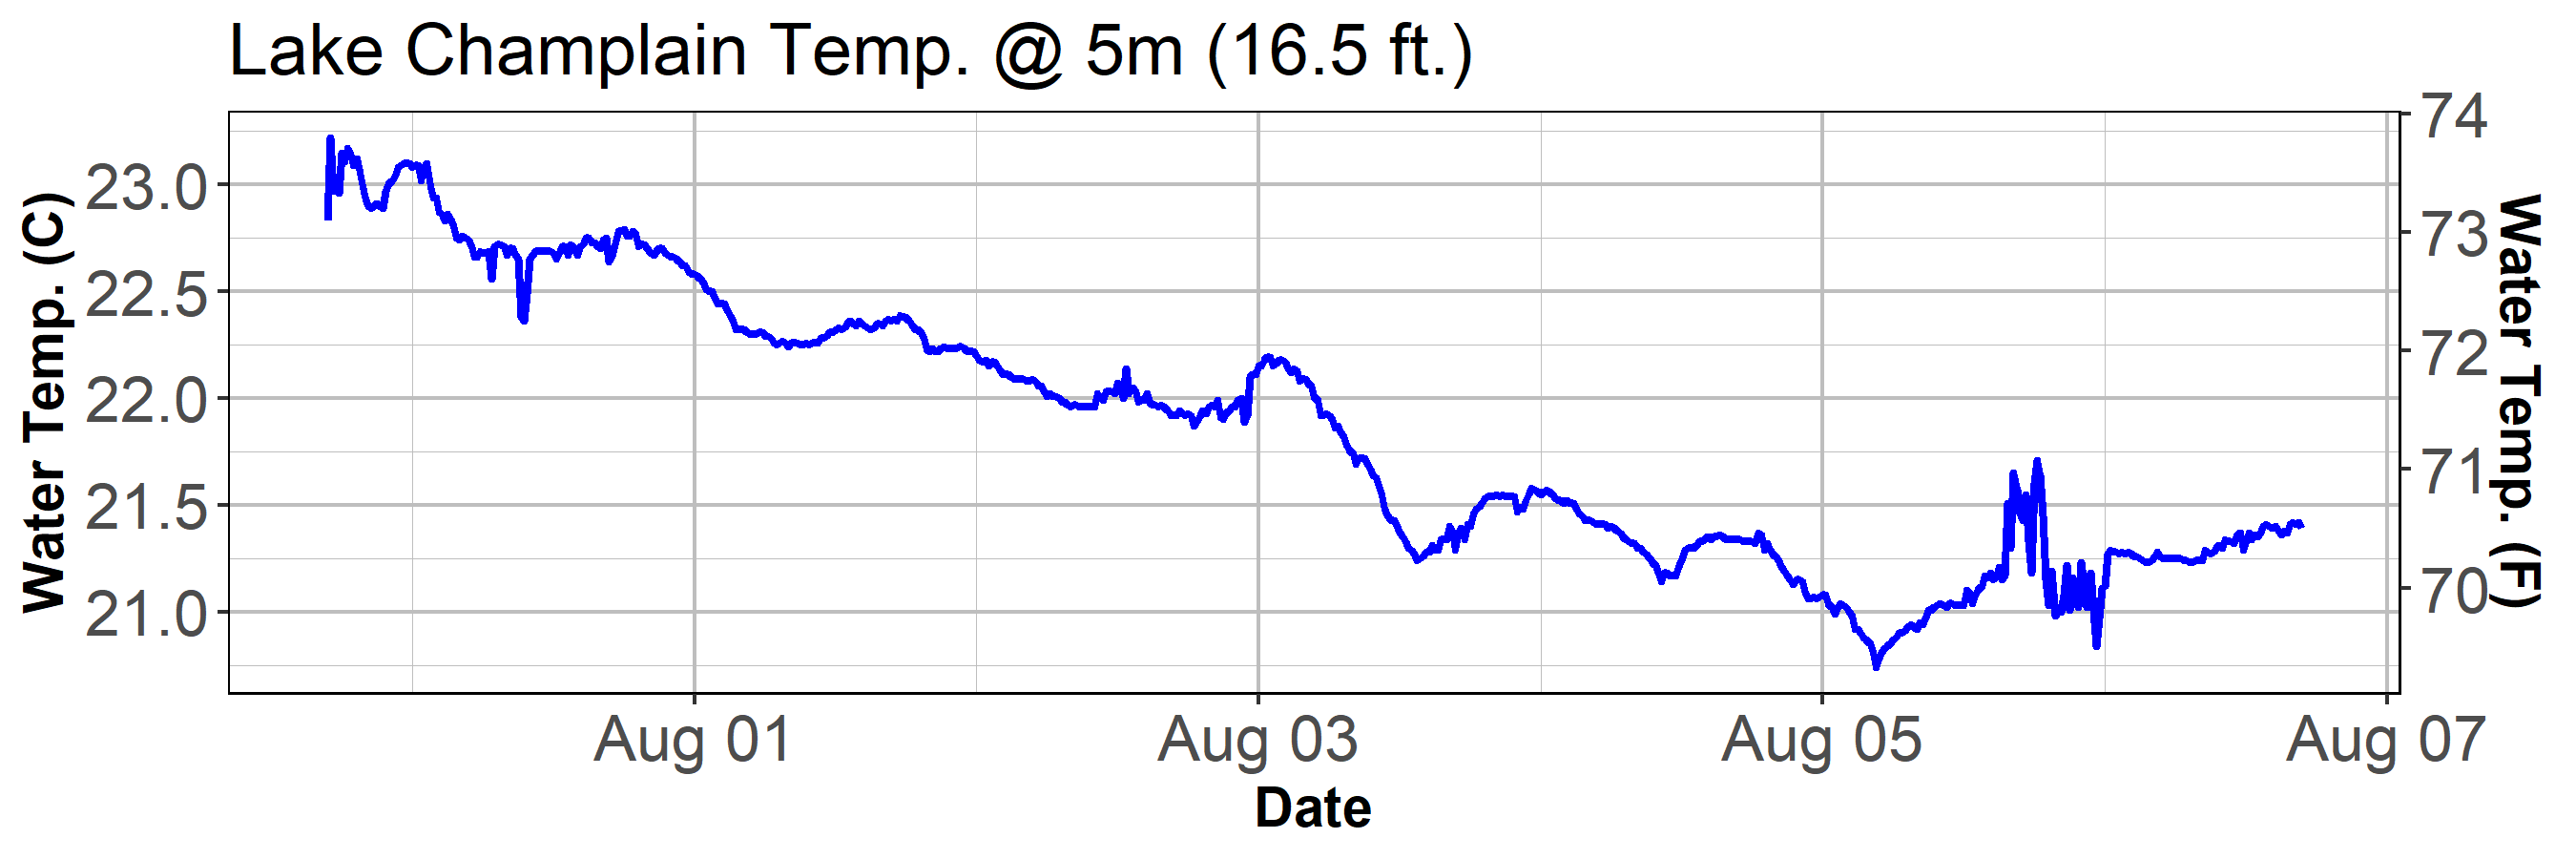 Lake Champlain Temp. @ 5m (16.5 ft.)
Water Temp. (C)
23.0
22.5
22.0
21.5
21.0
74
73
72
71
70
Water Temp. (F)
Aug 01
Aug 03
Aug 05
Aug 07
Date